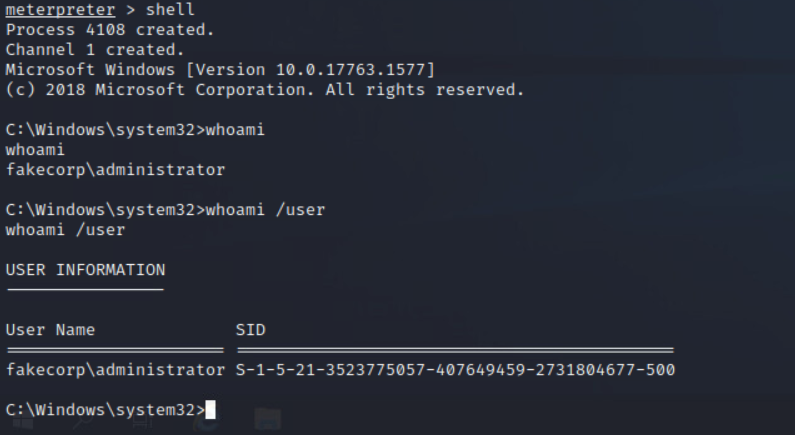 meterpreter > shell
Process 4108 created.
Channel 1 created.
Microsoft Windows [Version 10.0.17763.1577]
(c) 2018 Microsoft Corporation. All rights reserved.
C:\Windows\system32>whoami
whoami
fakecorp\administrator
C:\Windows\system32>whoami /user
whoami /user
USER INFORMATION
----------------
User Name              SID
====================== ============================================
fakecorp\administrator S-1-5-21-3523775057-407649459-2731804677-500
C:\Windows\system32>